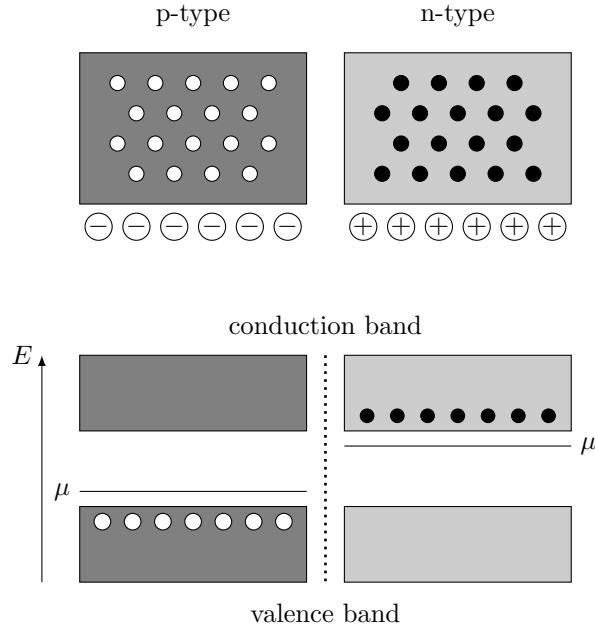 p-type
n-type
− − − − − −
+ + + + + +
conduction band
E
μ
μ
valence band